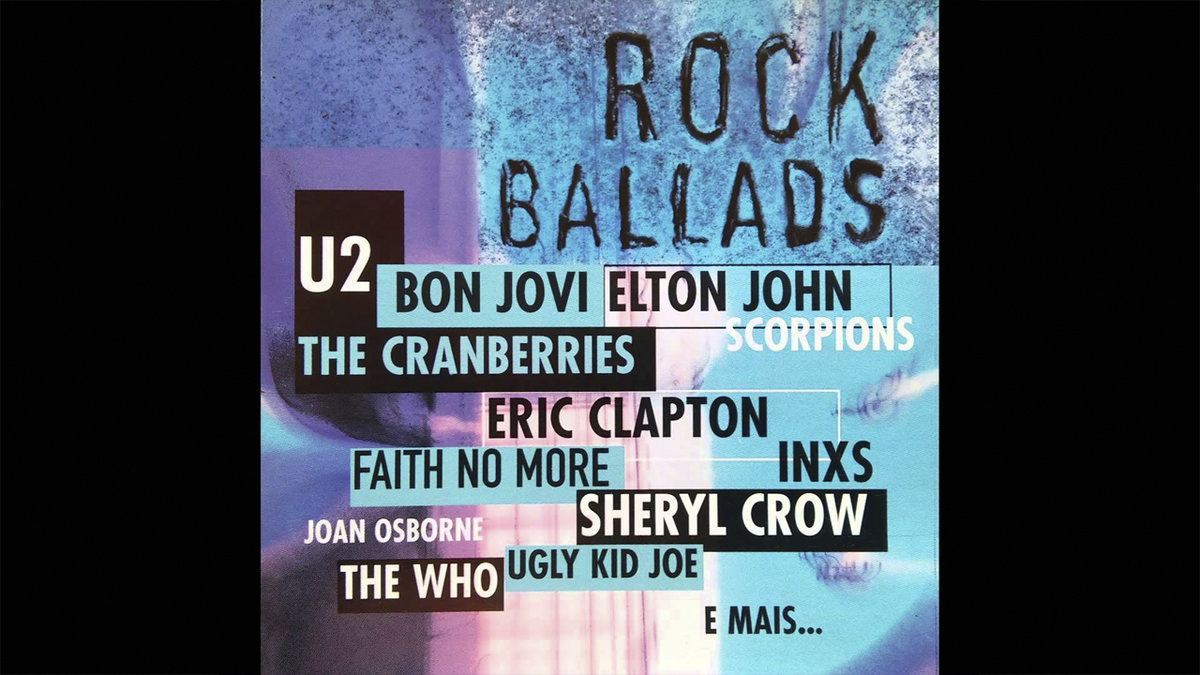 ROCK
BALLADS
U2
BON JOVI
ELTON JOHN
SCORPIONS
THE CRANBERRIES
ERIC CLAPTON
FAITH NO MORE
INXS
SHERYL CROW
JOAN OSBORNE
UGLY KID JOE
THE WHO
E MAIS...